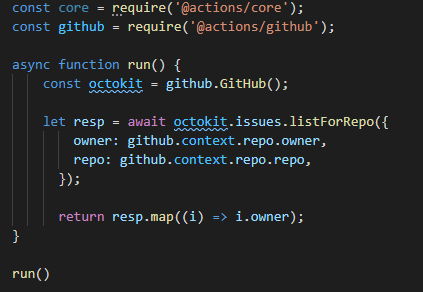 const core = require('@actions/core');
const github = require('@actions/github');
async function run() {
const octokit = github.GitHub();
let resp = await octokit.issues.listForRepo({
owner: github.context.repo.owner,
repo: github.context.repo.repo,
});
return resp.map((i) => i.owner);
}
run()